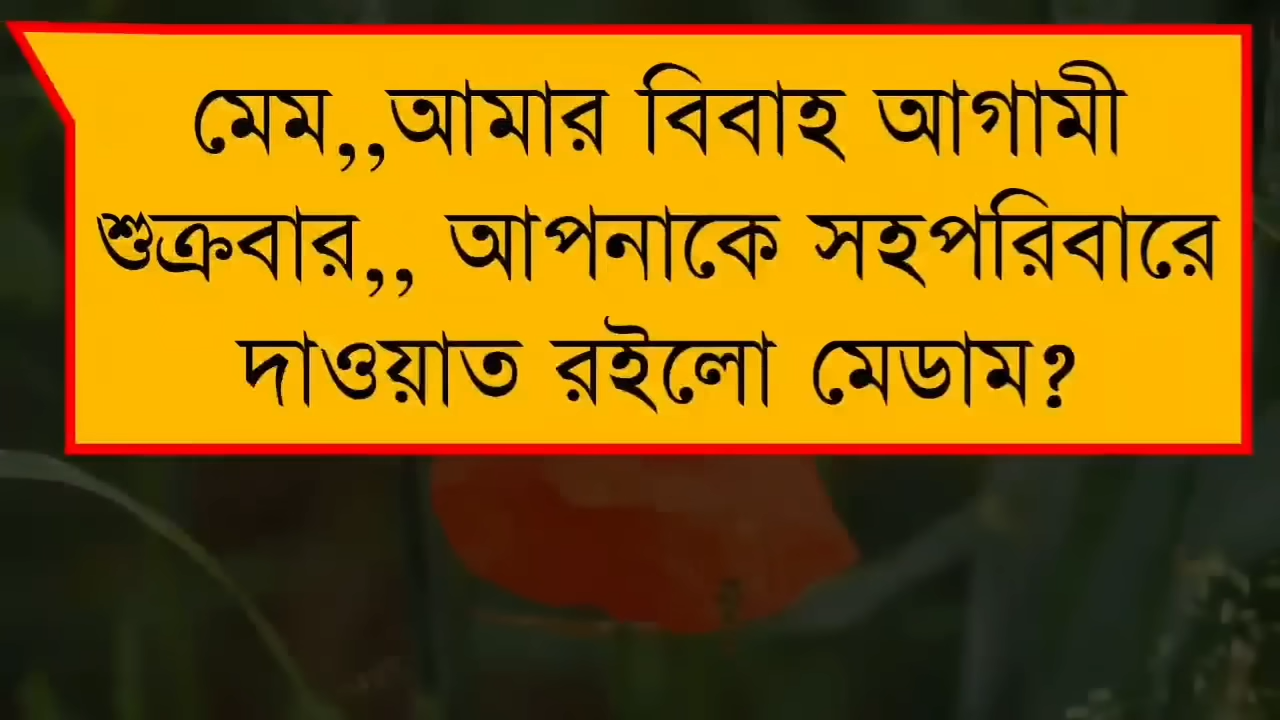 মেম,,আমার বিবাহ আগামী
শুক্রবার,, আপনাকে সহপরিবারে
দাওয়াত রইলো মেডাম?